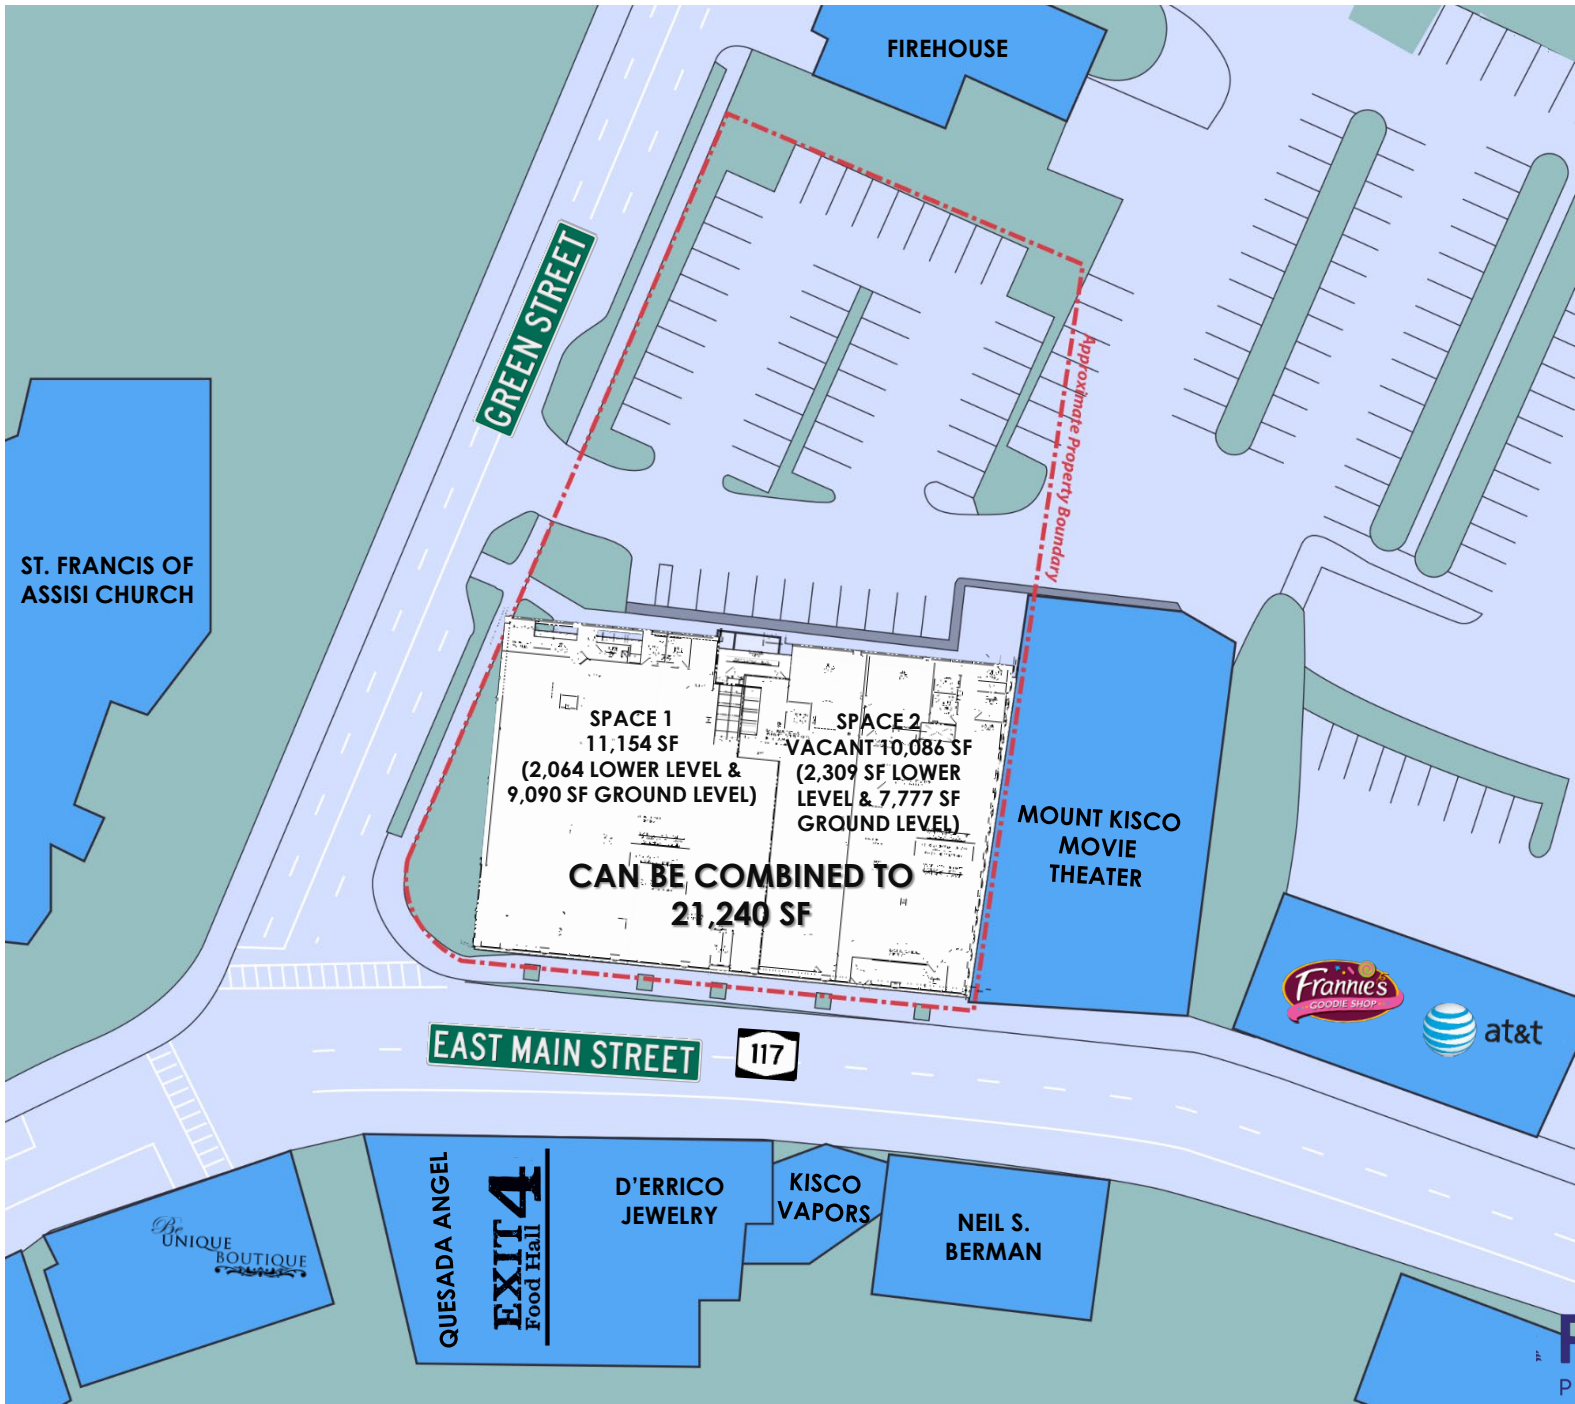 FIREHOUSE
GREEN STREET
Approximate Property Boundary
ST. FRANCIS OF
ASSISI CHURCH
SPACE 1
11,154 SF
(2,064 LOWER LEVEL &
9,090 SF GROUND LEVEL)
SPACE 2
VACANT 10,086 SF
(2,309 SF LOWER
LEVEL & 7,777 SF
GROUND LEVEL)
CAN BE COMBINED TO
21,240 SF
MOUNT KISCO
MOVIE
THEATER
Frannie's
GOODIE SHOP
at&t
EAST MAIN STREET
117
Be
UNIQUE
BOUTIQUE
QUESADA ANGEL
EXIT 4
Food Hall
D'ERRICO
JEWELRY
KISCO
VAPORS
NEIL S.
BERMAN
P